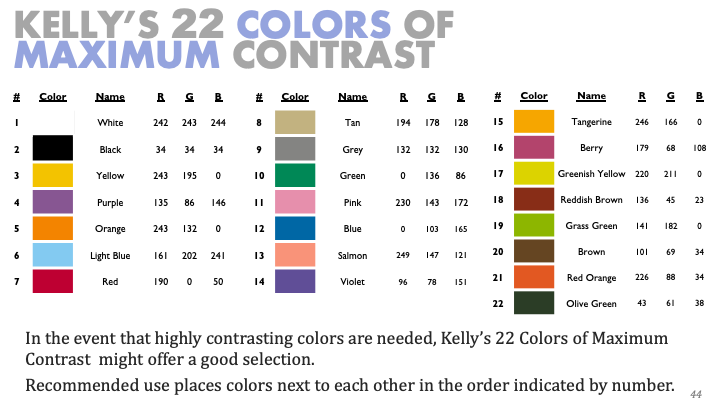 KELLY'S 22 COLORS OF
MAXIMUM CONTRAST
# Color Name R G B
1 White 242 243 244
2 Black 34 34 34
3 Yellow 243 195 0
4 Purple 135 86 146
5 Orange 243 132 0
6 Light Blue 161 202 241
7 Red 190 0 50
# Color Name R G B
8 Tan 194 178 128
9 Grey 132 132 130
10 Green 0 136 86
11 Pink 230 143 172
12 Blue 0 103 165
13 Salmon 249 147 121
14 Violet 96 78 151
# Color Name R G B
15 Tangerine 246 166 0
16 Berry 179 68 108
17 Greenish Yellow 220 211 0
18 Reddish Brown 136 45 23
19 Grass Green 141 182 0
20 Brown 101 69 34
21 Red Orange 226 88 34
22 Olive Green 43 61 38
In the event that highly contrasting colors are needed, Kelly's 22 Colors of Maximum
Contrast might offer a good selection.
Recommended use places colors next to each other in the order indicated by number.
44